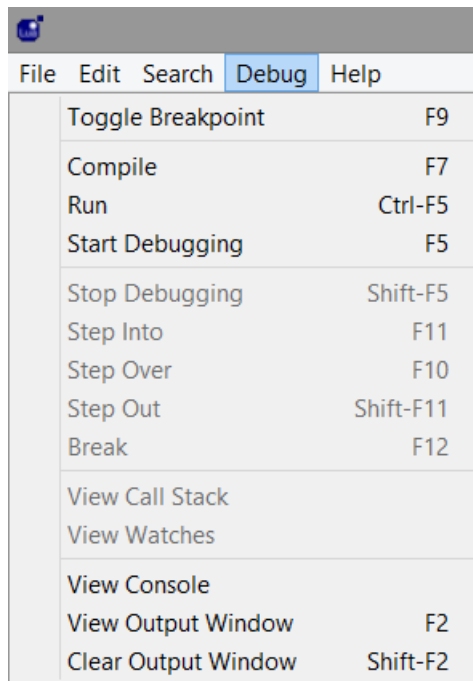 File Edit Search Debug Help
Toggle Breakpoint F9
Compile F7
Run Ctrl-F5
Start Debugging F5
Stop Debugging Shift-F5
Step Into F11
Step Over F10
Step Out Shift-F11
Break F12
View Call Stack
View Watches
View Console
View Output Window F2
Clear Output Window Shift-F2